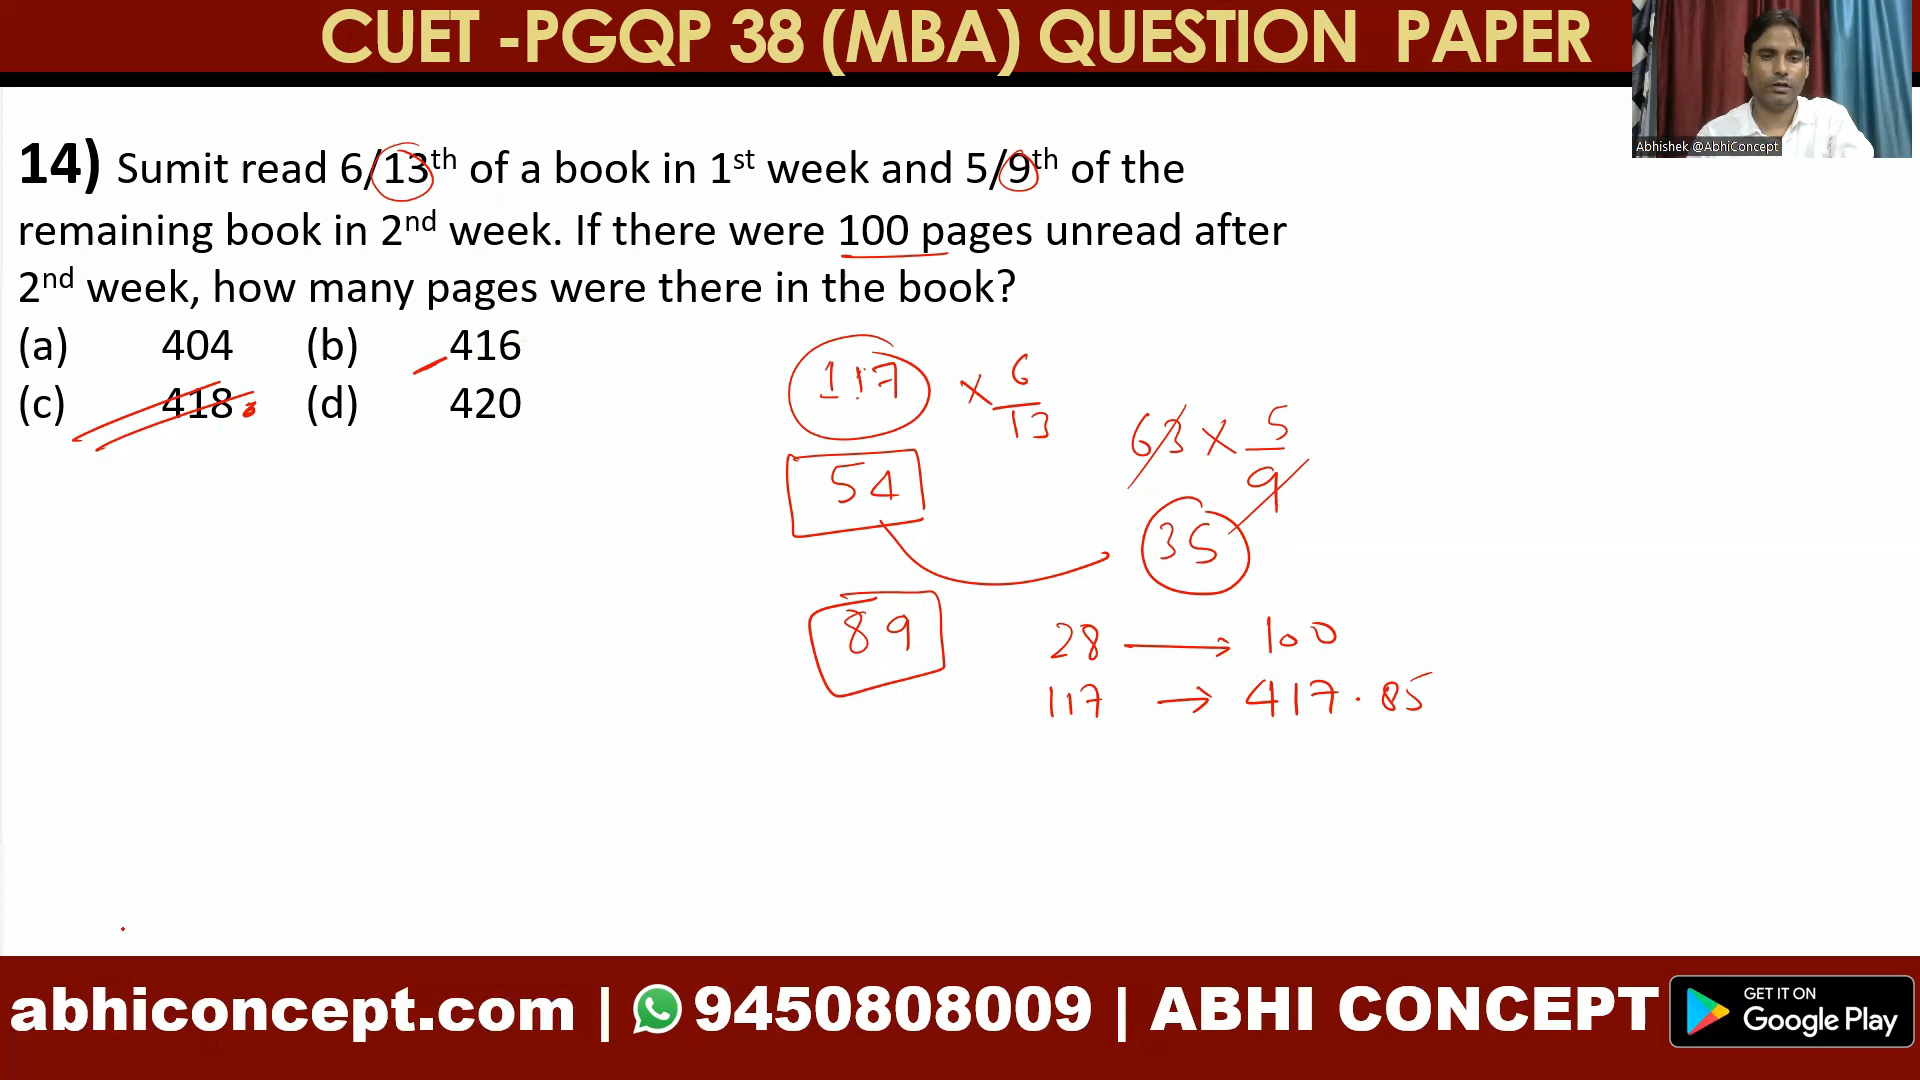 CUET -PGQP 38 (MBA) QUESTION PAPER
Abhishek @AbhiConcept
14) Sumit read 6/13th of a book in 1st week and 5/9th of the
remaining book in 2nd week. If there were 100 pages unread after
2nd week, how many pages were there in the book?
(a) 404 (b) 416
(c) 418 (d) 420
117 × 6/13
63 × 5/9
54
35
89
28 → 100
117 → 417.85
abhiconcept.com | 9450808009 | ABHI CONCEPT
GET IT ON
Google Play